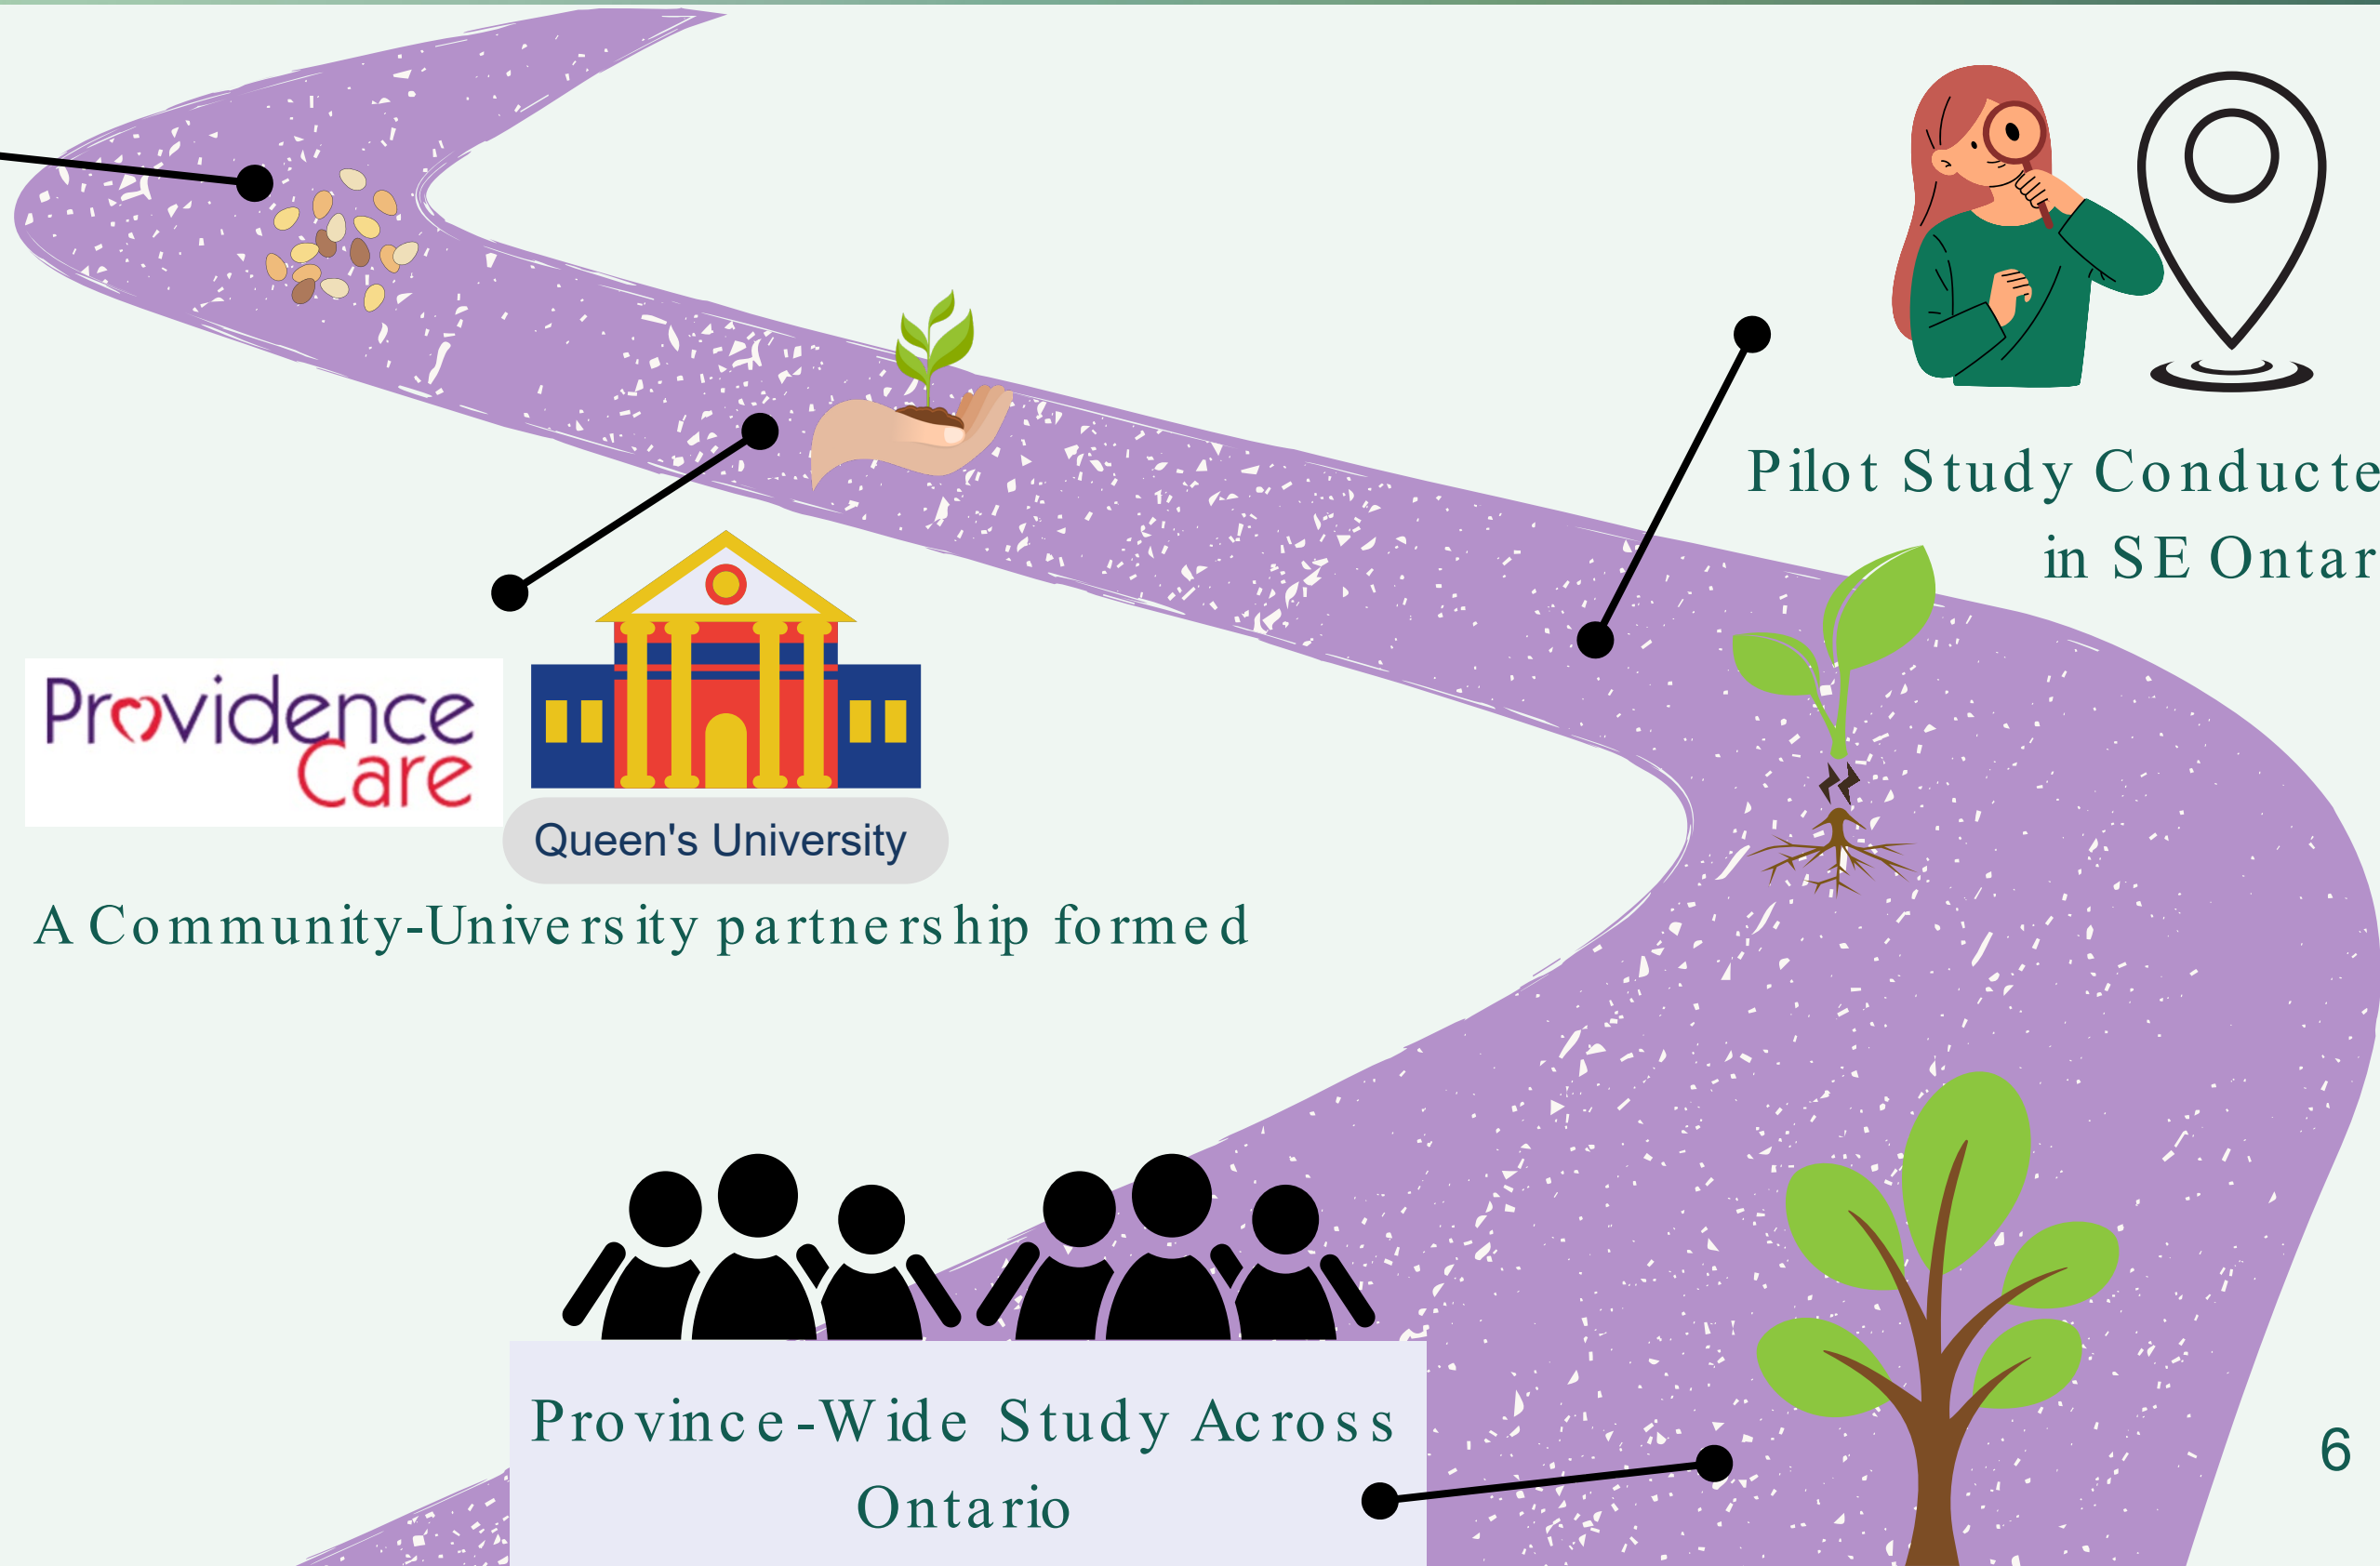 Pilot Study Conducte
in SE Ontar
Providence
Care
Queen's University
A Community-University partnership formed
Province-Wide Study Across
Ontario
6